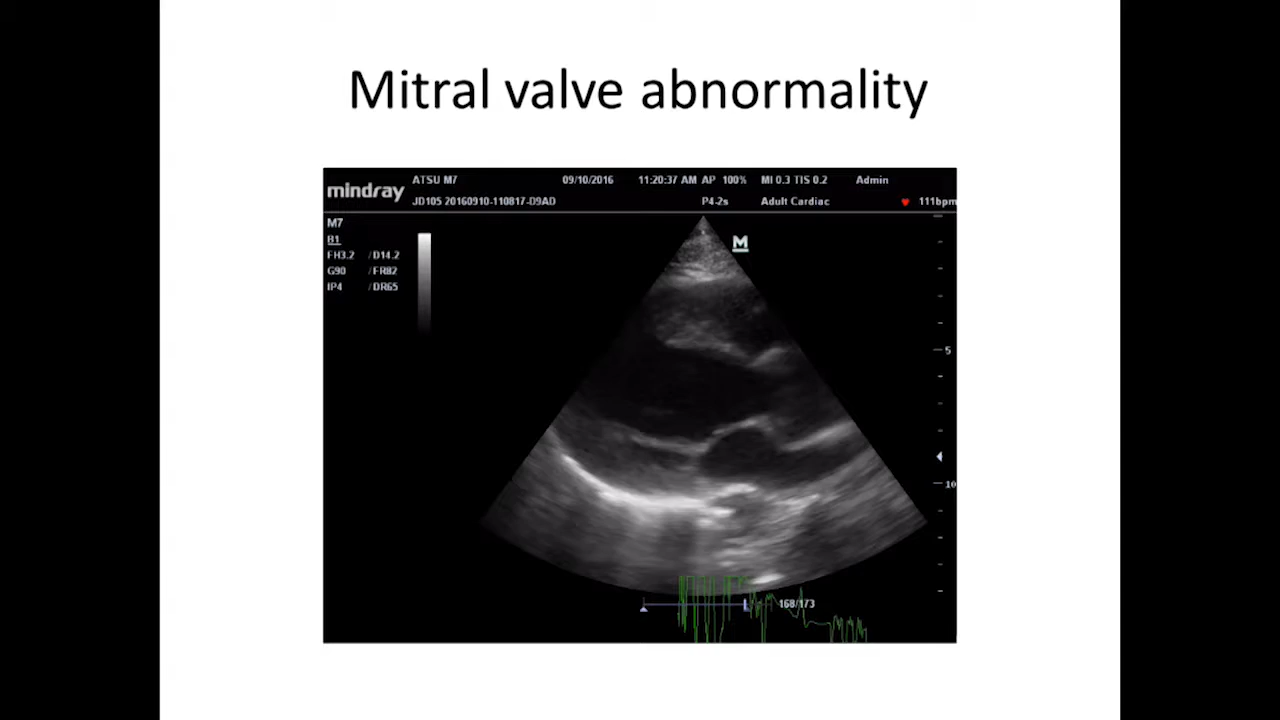 Mitral valve abnormality
mindray
ATSU M7 09/10/2016 11:20:37 AM AP 100% MI 0.3 TIS 0.2 Admin
JD105 20160910-110817-D9AD P4-2s Adult Cardiac 111bpm
M7
B1
FH3.2 /D14.2
G90 /FR82
IP4 /DR65
M
5
10
168/173